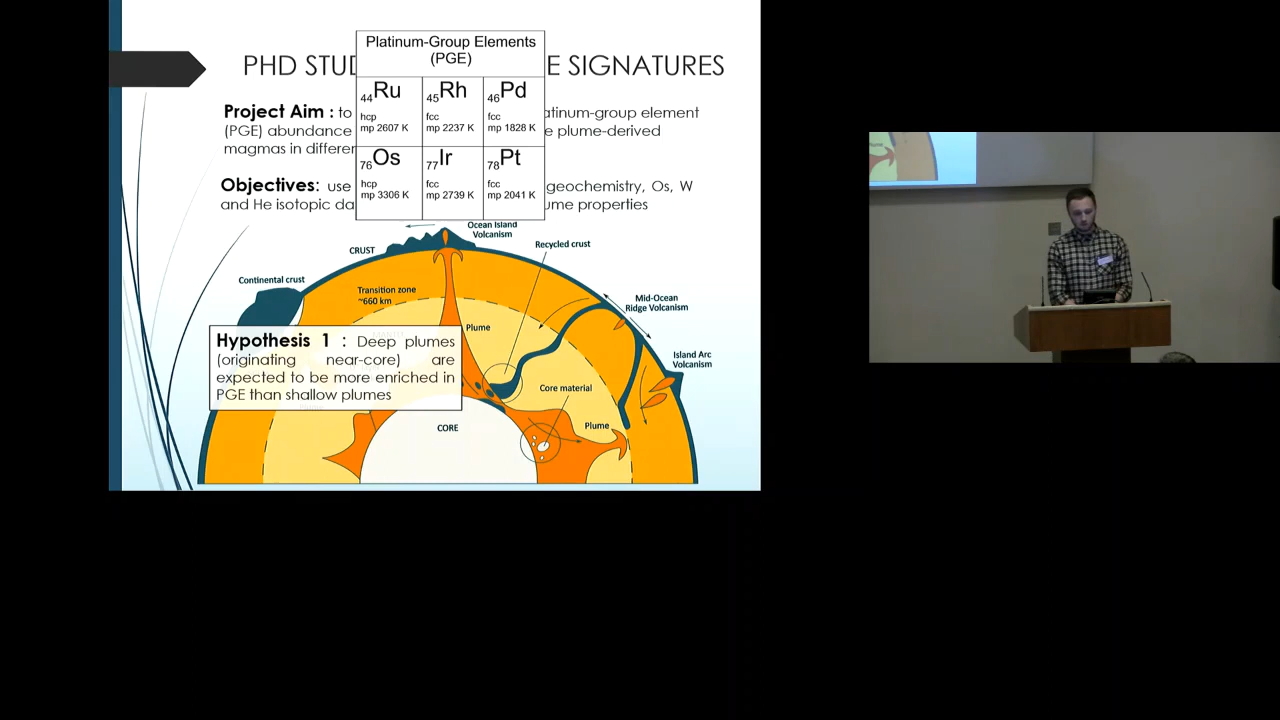 PHD STUD
E SIGNATURES
Platinum-Group Elements
(PGE)
44Ru
hcp
mp 2607 K
45Rh
fcc
mp 2237 K
46Pd
fcc
mp 1828 K
76Os
hcp
mp 3306 K
77Ir
fcc
mp 2739 K
78Pt
fcc
mp 2041 K
Project Aim : to
atinum-group element
(PGE) abundance
e plume-derived
magmas in differen
Objectives: use
geochemistry, Os, W
and He isotopic da
ume properties
Ocean Island
Volcanism
CRUST
Recycled crust
Continental crust
Transition zone
~660 km
Mid-Ocean
Ridge Volcanism
Plume
Island Arc
Volcanism
Hypothesis 1 : Deep plumes
(originating near-core) are
expected to be more enriched in
PGE than shallow plumes
Core material
CORE
Plume